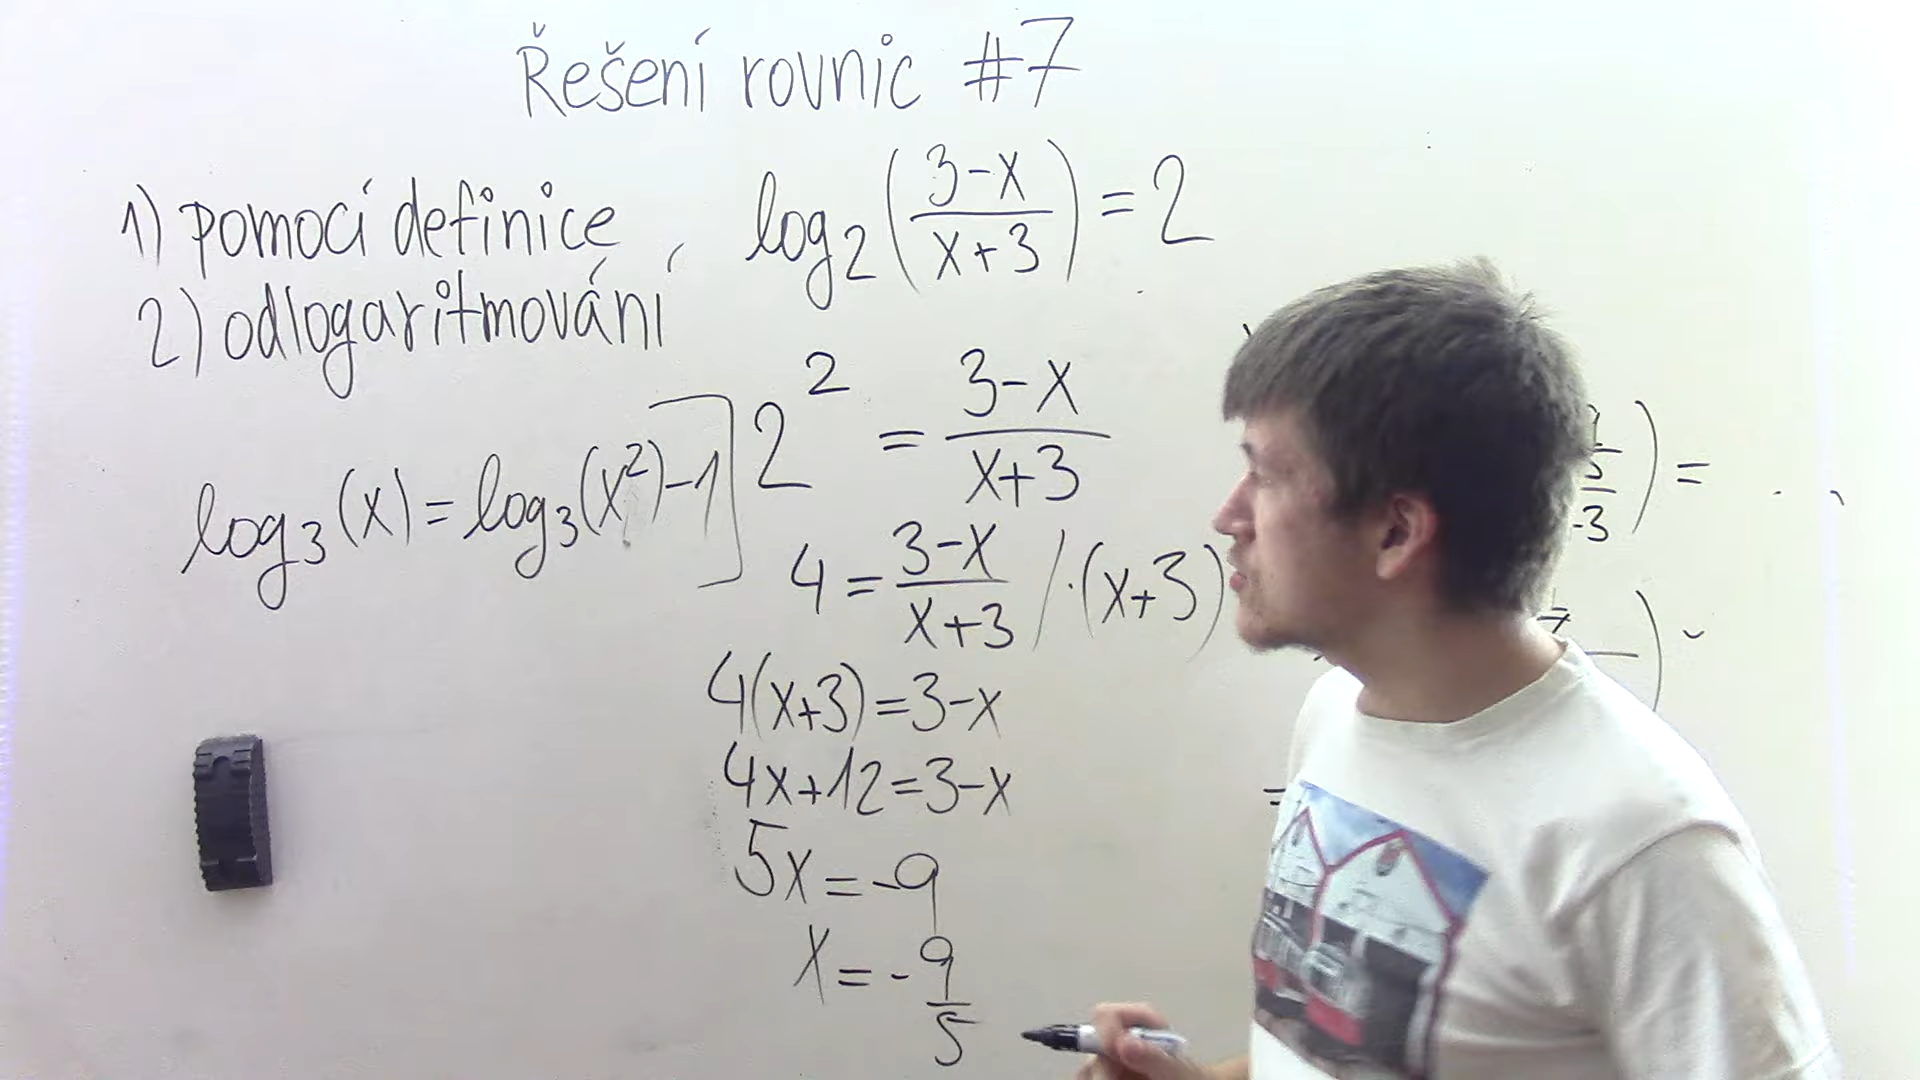 Řešení rovnic #7
1) pomocí definice
2) odlogaritmování
log₃(x) = log₃(x²)-1
log₂((3-x)/(x+3)) = 2
2² = (3-x)/(x+3)
4 = (3-x)/(x+3) / ·(x+3)
4(x+3)=3-x
4x+12=3-x
5x=-9
x=-9/5